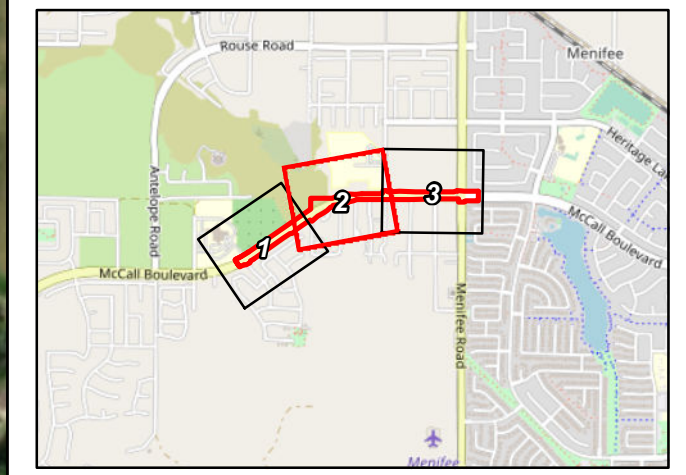 Rouse Road
Menifee
Heritage La
Antelope Road
1
2
3
McCall Boulevard
McCall Boulevard
Menifee Road
Menifee